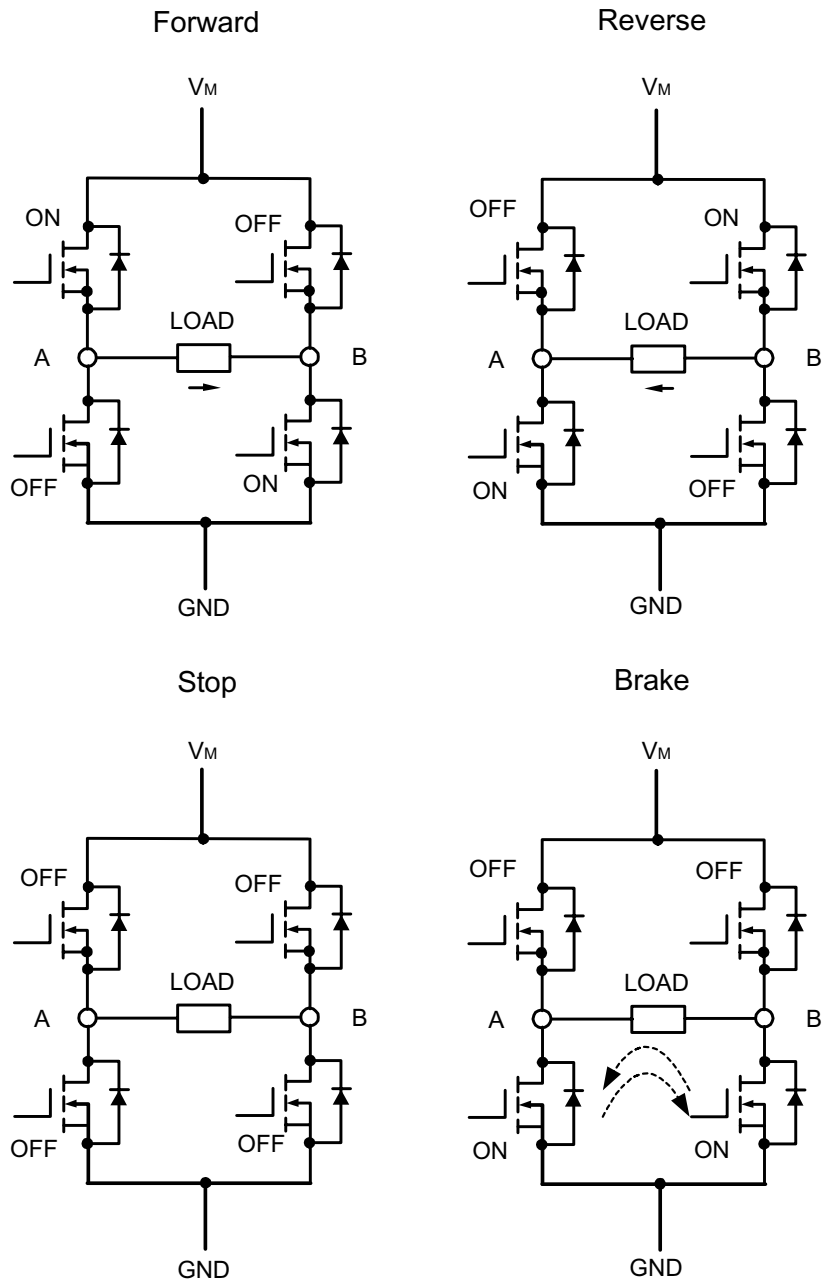 Forward
VM
ON
OFF
LOAD
A
B
OFF
ON
GND
Reverse
VM
OFF
ON
LOAD
A
B
ON
OFF
GND
Stop
VM
OFF
OFF
LOAD
A
B
OFF
OFF
GND
Brake
VM
OFF
OFF
LOAD
A
B
ON
ON
GND